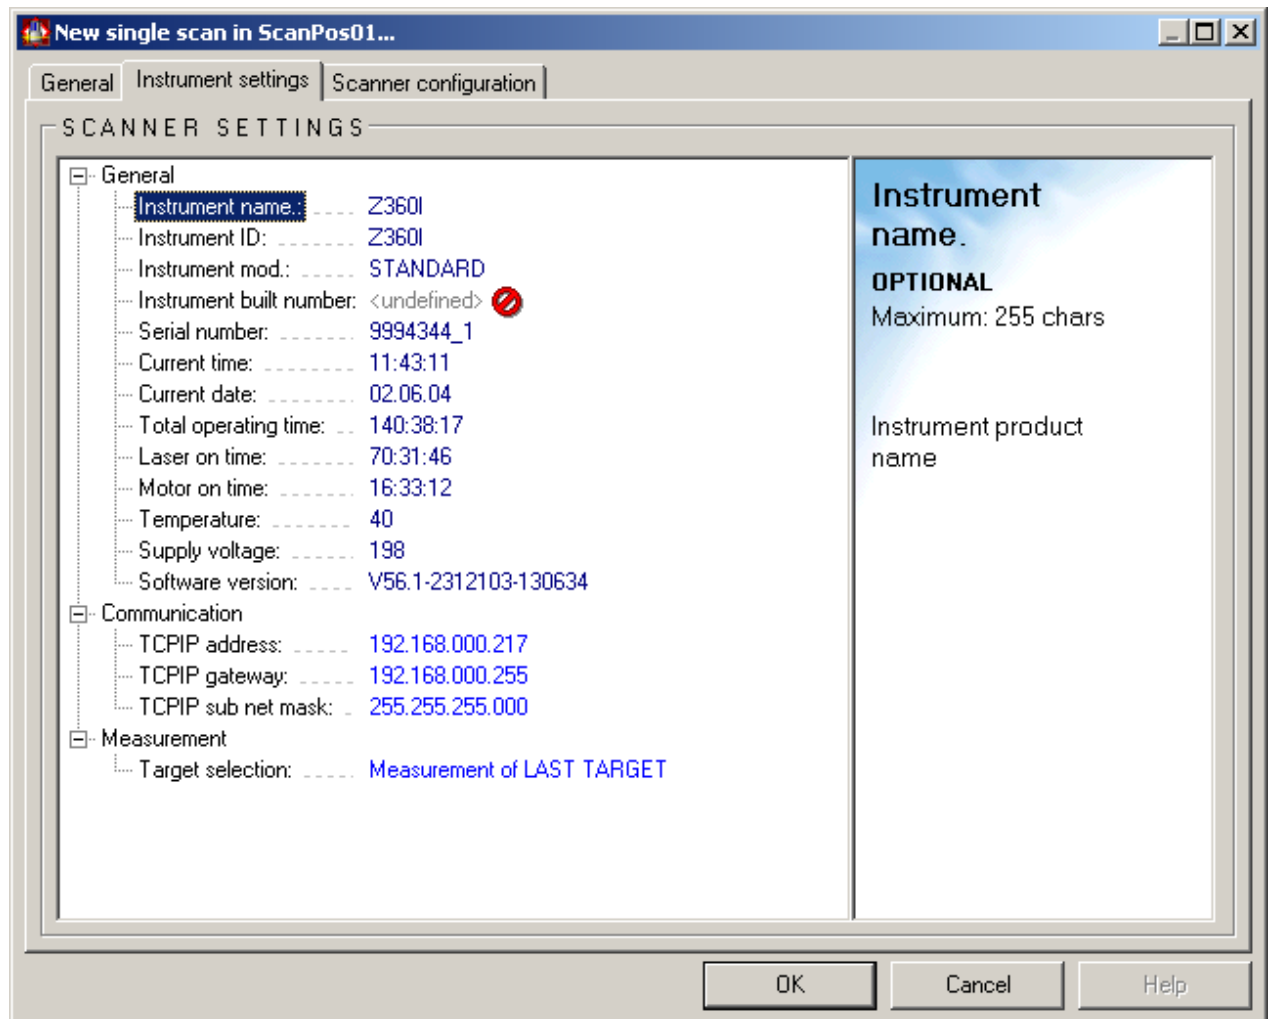 New single scan in ScanPos01...
General Instrument settings Scanner configuration
SCANNER SETTINGS
General
Instrument name.: Z360I
Instrument ID: Z360I
Instrument mod.: STANDARD
Instrument built number: <undefined>
Serial number: 9994344_1
Current time: 11:43:11
Current date: 02.06.04
Total operating time: 140:38:17
Laser on time: 70:31:46
Motor on time: 16:33:12
Temperature: 40
Supply voltage: 198
Software version: V56.1-2312103-130634
Communication
TCPIP address: 192.168.000.217
TCPIP gateway: 192.168.000.255
TCPIP sub net mask: 255.255.255.000
Measurement
Target selection: Measurement of LAST TARGET
Instrument
name.
OPTIONAL
Maximum: 255 chars
Instrument product
name
OK Cancel Help